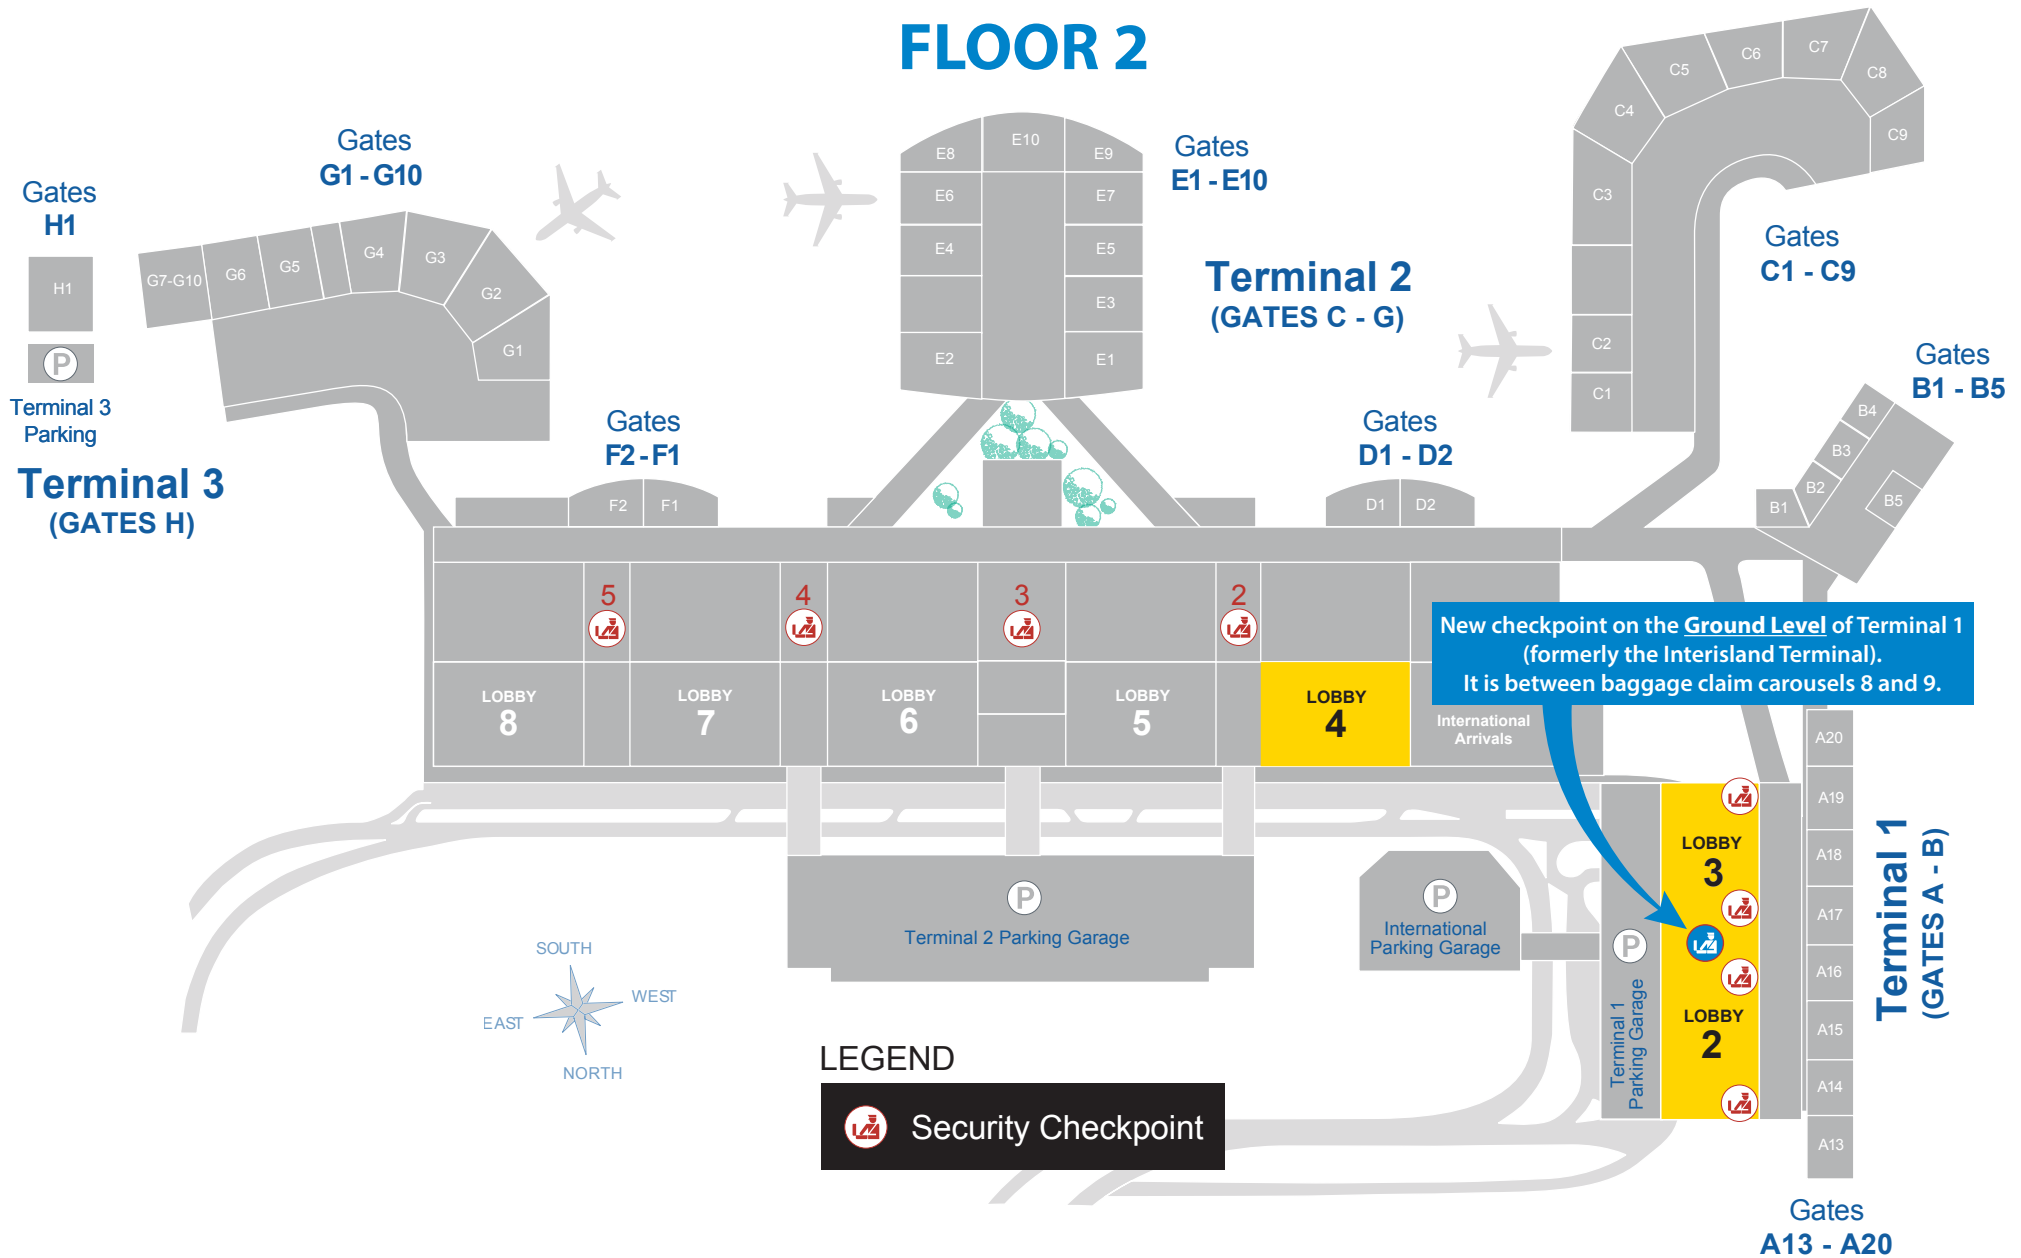 FLOOR 2
Gates
G1 - G10
Gates
H1
H1
P
Terminal 3
Parking
Terminal 3
(GATES H)
G7-G10
G6
G5
G4
G3
G2
G1
Gates
F2 - F1
F2
F1
E8
E10
E9
E6
E7
E4
E5
E3
E2
E1
Gates
E1 - E10
Terminal 2
(GATES C - G)
Gates
D1 - D2
D1
D2
C7
C6
C5
C8
C4
C9
C3
C2
C1
Gates
C1 - C9
Gates
B1 - B5
B4
B3
B2
B1
B5
5
4
3
2
New checkpoint on the Ground Level of Terminal 1
(formerly the Interisland Terminal).
It is between baggage claim carousels 8 and 9.
LOBBY
8
LOBBY
7
LOBBY
6
LOBBY
5
LOBBY
4
International
Arrivals
A20
A19
A18
A17
A16
A15
A14
A13
LOBBY
3
LOBBY
2
Terminal 1
(GATES A - B)
P
Terminal 2 Parking Garage
P
International
Parking Garage
P
Terminal 1
Parking Garage
SOUTH
WEST
EAST
NORTH
LEGEND
Security Checkpoint
Gates
A13 - A20